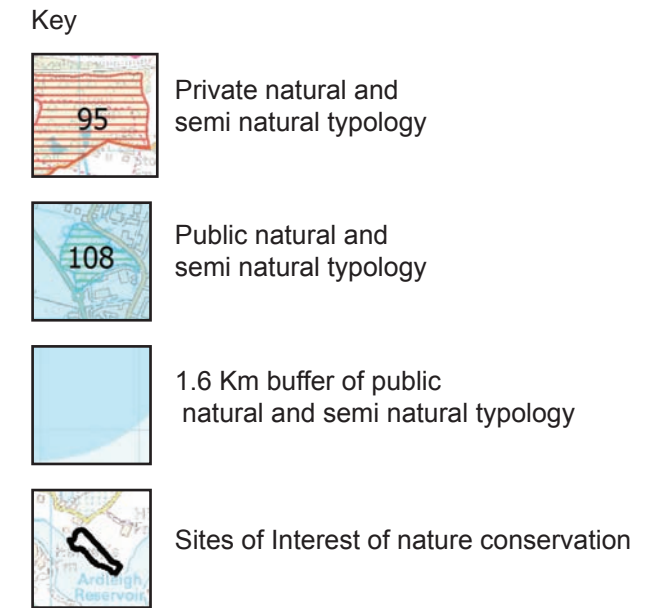 Key
95
Private natural and
semi natural typology
108
Public natural and
semi natural typology
1.6 Km buffer of public
natural and semi natural typology
Sites of Interest of nature conservation
Ardleigh
Reservoir